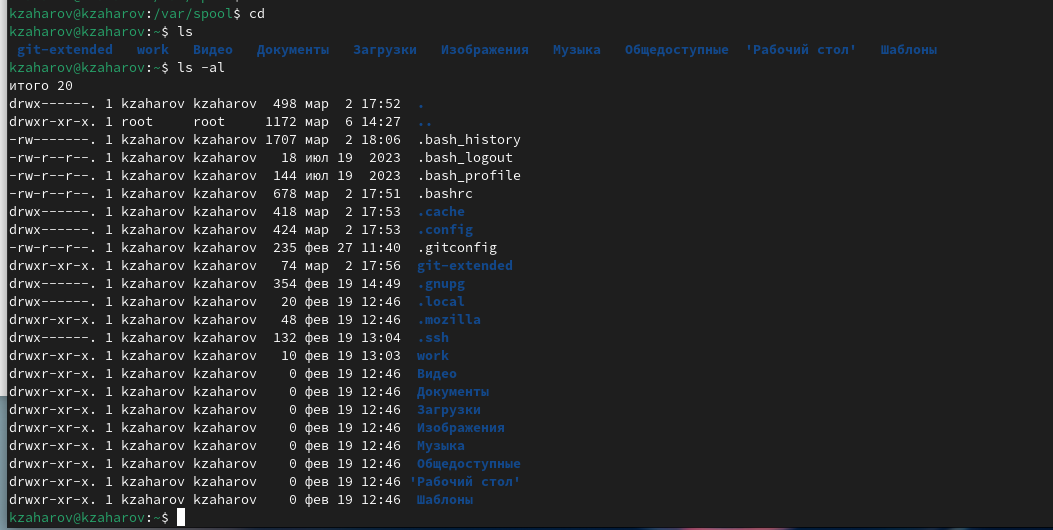 kzaharov@kzaharov:/var/spool$ cd
kzaharov@kzaharov:~$ ls
git-extended work Видео Документы Загрузки Изображения Музыка Общедоступные 'Рабочий стол' Шаблоны
kzaharov@kzaharov:~$ ls -al
итого 20
drwx------. 1 kzaharov kzaharov 498 мар 2 17:52 .
drwxr-xr-x. 1 root root 1172 мар 6 14:27 ..
-rw-------. 1 kzaharov kzaharov 1707 мар 2 18:06 .bash_history
-rw-r--r--. 1 kzaharov kzaharov 18 июл 19 2023 .bash_logout
-rw-r--r--. 1 kzaharov kzaharov 144 июл 19 2023 .bash_profile
-rw-r--r--. 1 kzaharov kzaharov 678 мар 2 17:51 .bashrc
drwx------. 1 kzaharov kzaharov 418 мар 2 17:53 .cache
drwx------. 1 kzaharov kzaharov 424 мар 2 17:53 .config
-rw-r--r--. 1 kzaharov kzaharov 235 фев 27 11:40 .gitconfig
drwxr-xr-x. 1 kzaharov kzaharov 74 мар 2 17:56 git-extended
drwx------. 1 kzaharov kzaharov 354 фев 19 14:49 .gnupg
drwx------. 1 kzaharov kzaharov 20 фев 19 12:46 .local
drwxr-xr-x. 1 kzaharov kzaharov 48 фев 19 12:46 .mozilla
drwx------. 1 kzaharov kzaharov 132 фев 19 13:04 .ssh
drwxr-xr-x. 1 kzaharov kzaharov 10 фев 19 13:03 work
drwxr-xr-x. 1 kzaharov kzaharov 0 фев 19 12:46 Видео
drwxr-xr-x. 1 kzaharov kzaharov 0 фев 19 12:46 Документы
drwxr-xr-x. 1 kzaharov kzaharov 0 фев 19 12:46 Загрузки
drwxr-xr-x. 1 kzaharov kzaharov 0 фев 19 12:46 Изображения
drwxr-xr-x. 1 kzaharov kzaharov 0 фев 19 12:46 Музыка
drwxr-xr-x. 1 kzaharov kzaharov 0 фев 19 12:46 Общедоступные
drwxr-xr-x. 1 kzaharov kzaharov 0 фев 19 12:46 'Рабочий стол'
drwxr-xr-x. 1 kzaharov kzaharov 0 фев 19 12:46 Шаблоны
kzaharov@kzaharov:~$